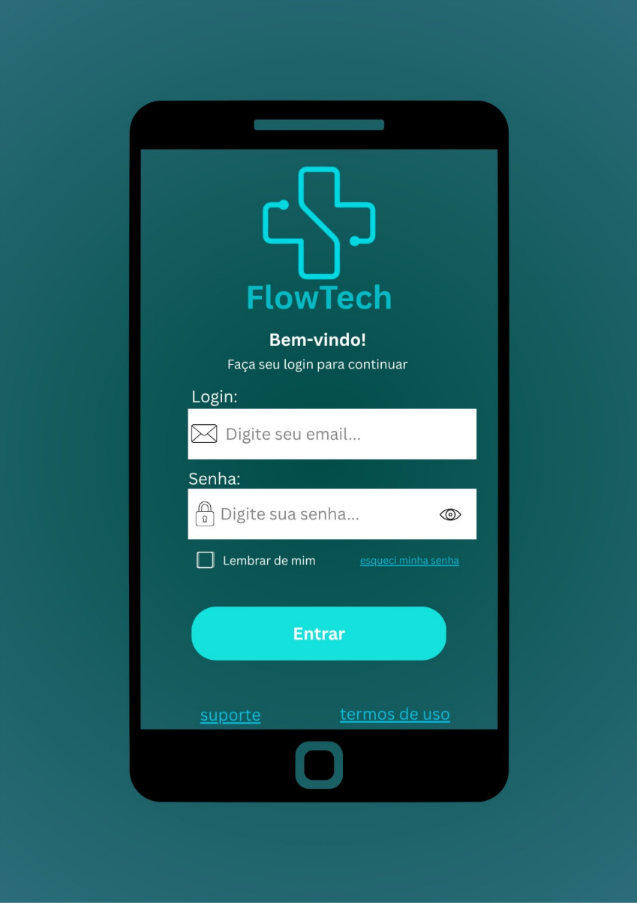 FlowTech
Bem-vindo!
Faça seu login para continuar
Login:
Digite seu email...
Senha:
Digite sua senha...
Lembrar de mim esqueci minha senha
Entrar
suporte termos de uso